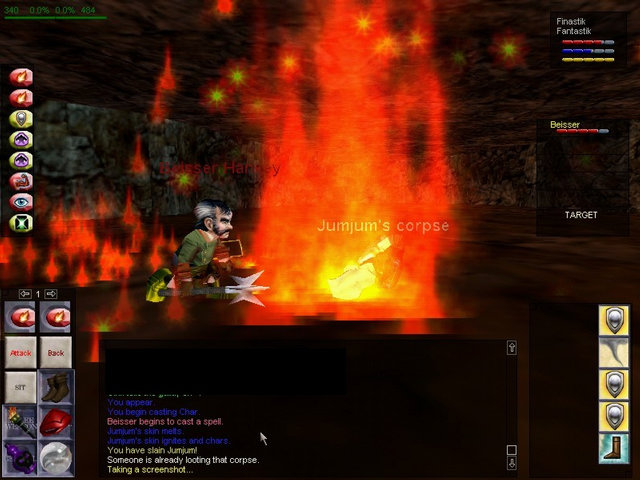 340 0.0% 0.0% 484
Finastik
Fantastik
Beisser
TARGET
Jumjum's corpse
1
Attack
Back
SIT
You appear.
You begin casting Char.
Beisser begins to cast a spell.
Jumjum's skin melts.
Jumjum's skin ignites and chars.
You have slain Jumjum!
Someone is already looting that corpse.
Taking a screenshot...